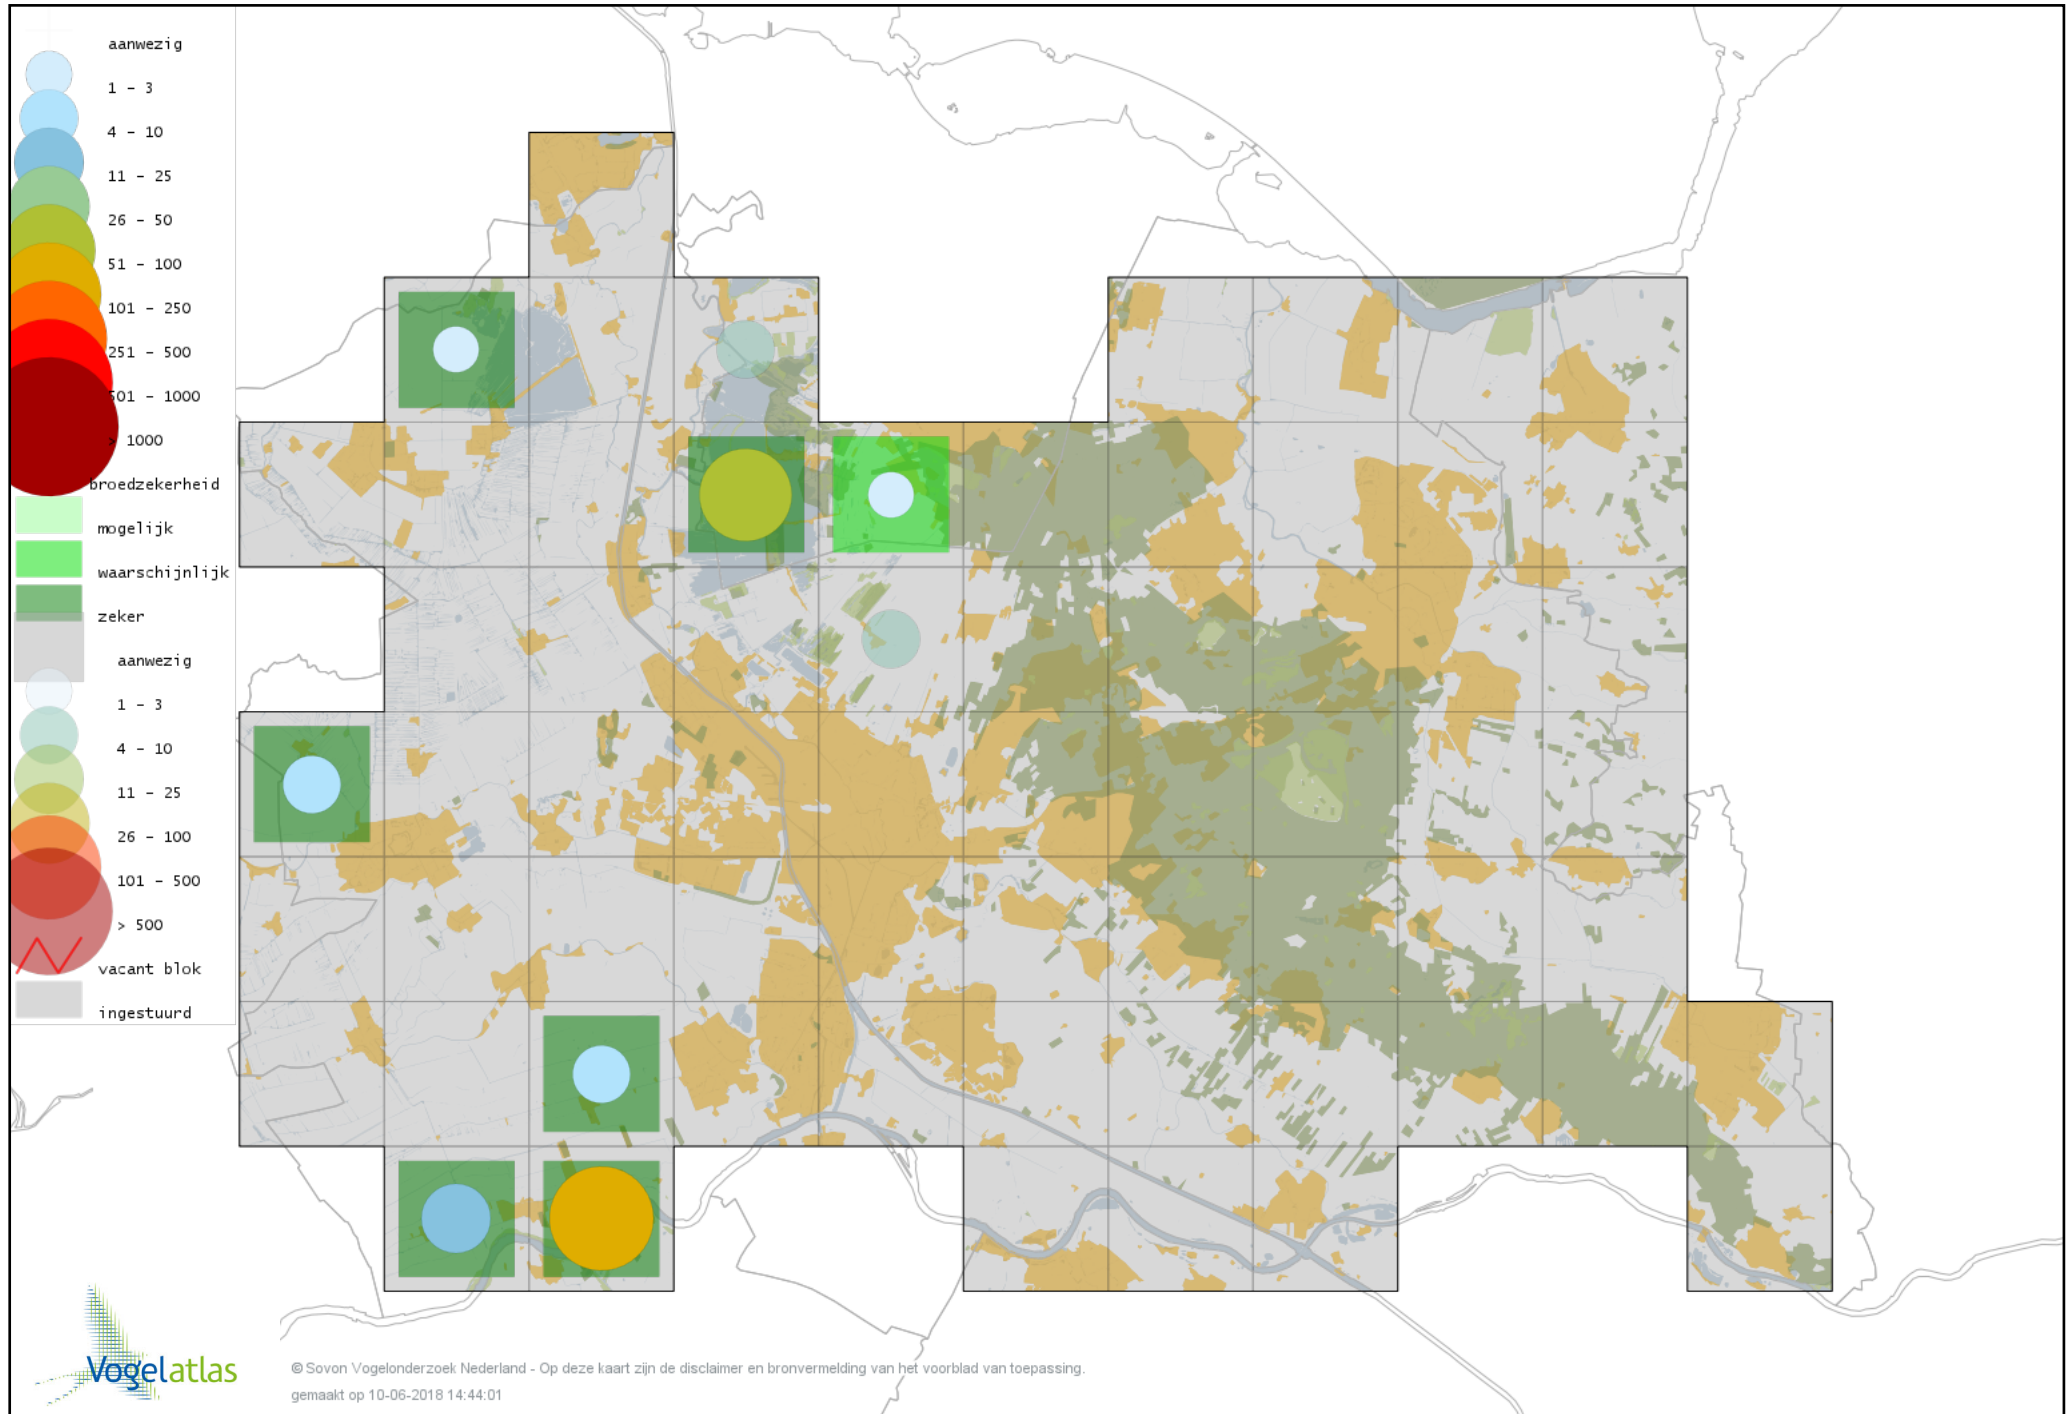 aanwezig
1 – 3
4 – 10
11 – 25
26 – 50
51 – 100
101 – 250
251 – 500
501 – 1000
> 1000
broedzekerheid
mogelijk
waarschijnlijk
zeker
aanwezig
1 – 3
4 – 10
11 – 25
26 – 100
101 – 500
> 500
vacant blok
ingestuurd
Vogelatlas
© Sovon Vogelonderzoek Nederland - Op deze kaart zijn de disclaimer en bronvermelding van het voorblad van toepassing.
gemaakt op 10-06-2018 14:44:01